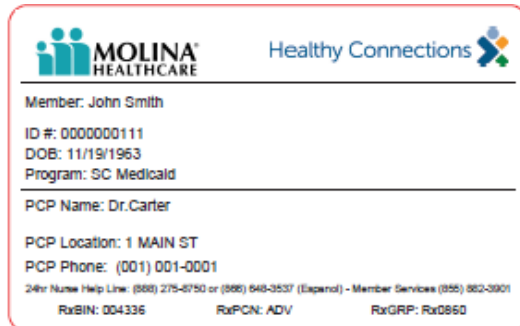 MOLINA®
HEALTHCARE
Healthy Connections
Member: John Smith
ID #: 0000000111
DOB: 11/19/1963
Program: SC Medicaid
PCP Name: Dr.Carter
PCP Location: 1 MAIN ST
PCP Phone: (001) 001-0001
24hr Nurse Help Line: (888) 275-8750 or (866) 648-3537 (Espanol) - Member Services (855) 882-3901
RxBIN: 004336 RxPCN: ADV RxGRP: Rx0860